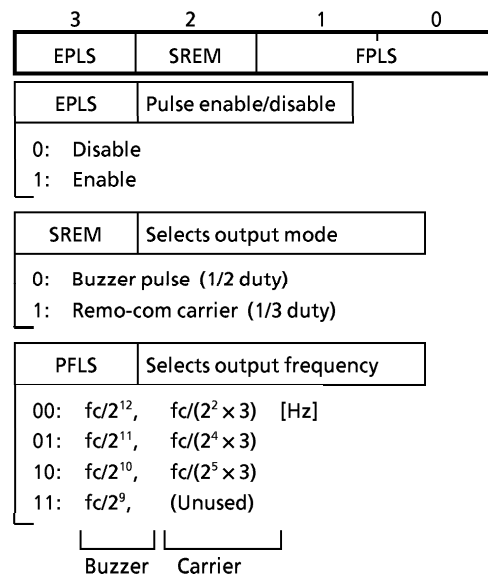 3 2 1 0
EPLS SREM FPLS
EPLS Pulse enable/disable
0: Disable
1: Enable
SREM Selects output mode
0: Buzzer pulse (1/2 duty)
1: Remo-com carrier (1/3 duty)
PFLS Selects output frequency
00: fc/2¹², fc/(2² × 3) [Hz]
01: fc/2¹¹, fc/(2⁴ × 3)
10: fc/2¹⁰, fc/(2⁵ × 3)
11: fc/2⁹, (Unused)
Buzzer Carrier